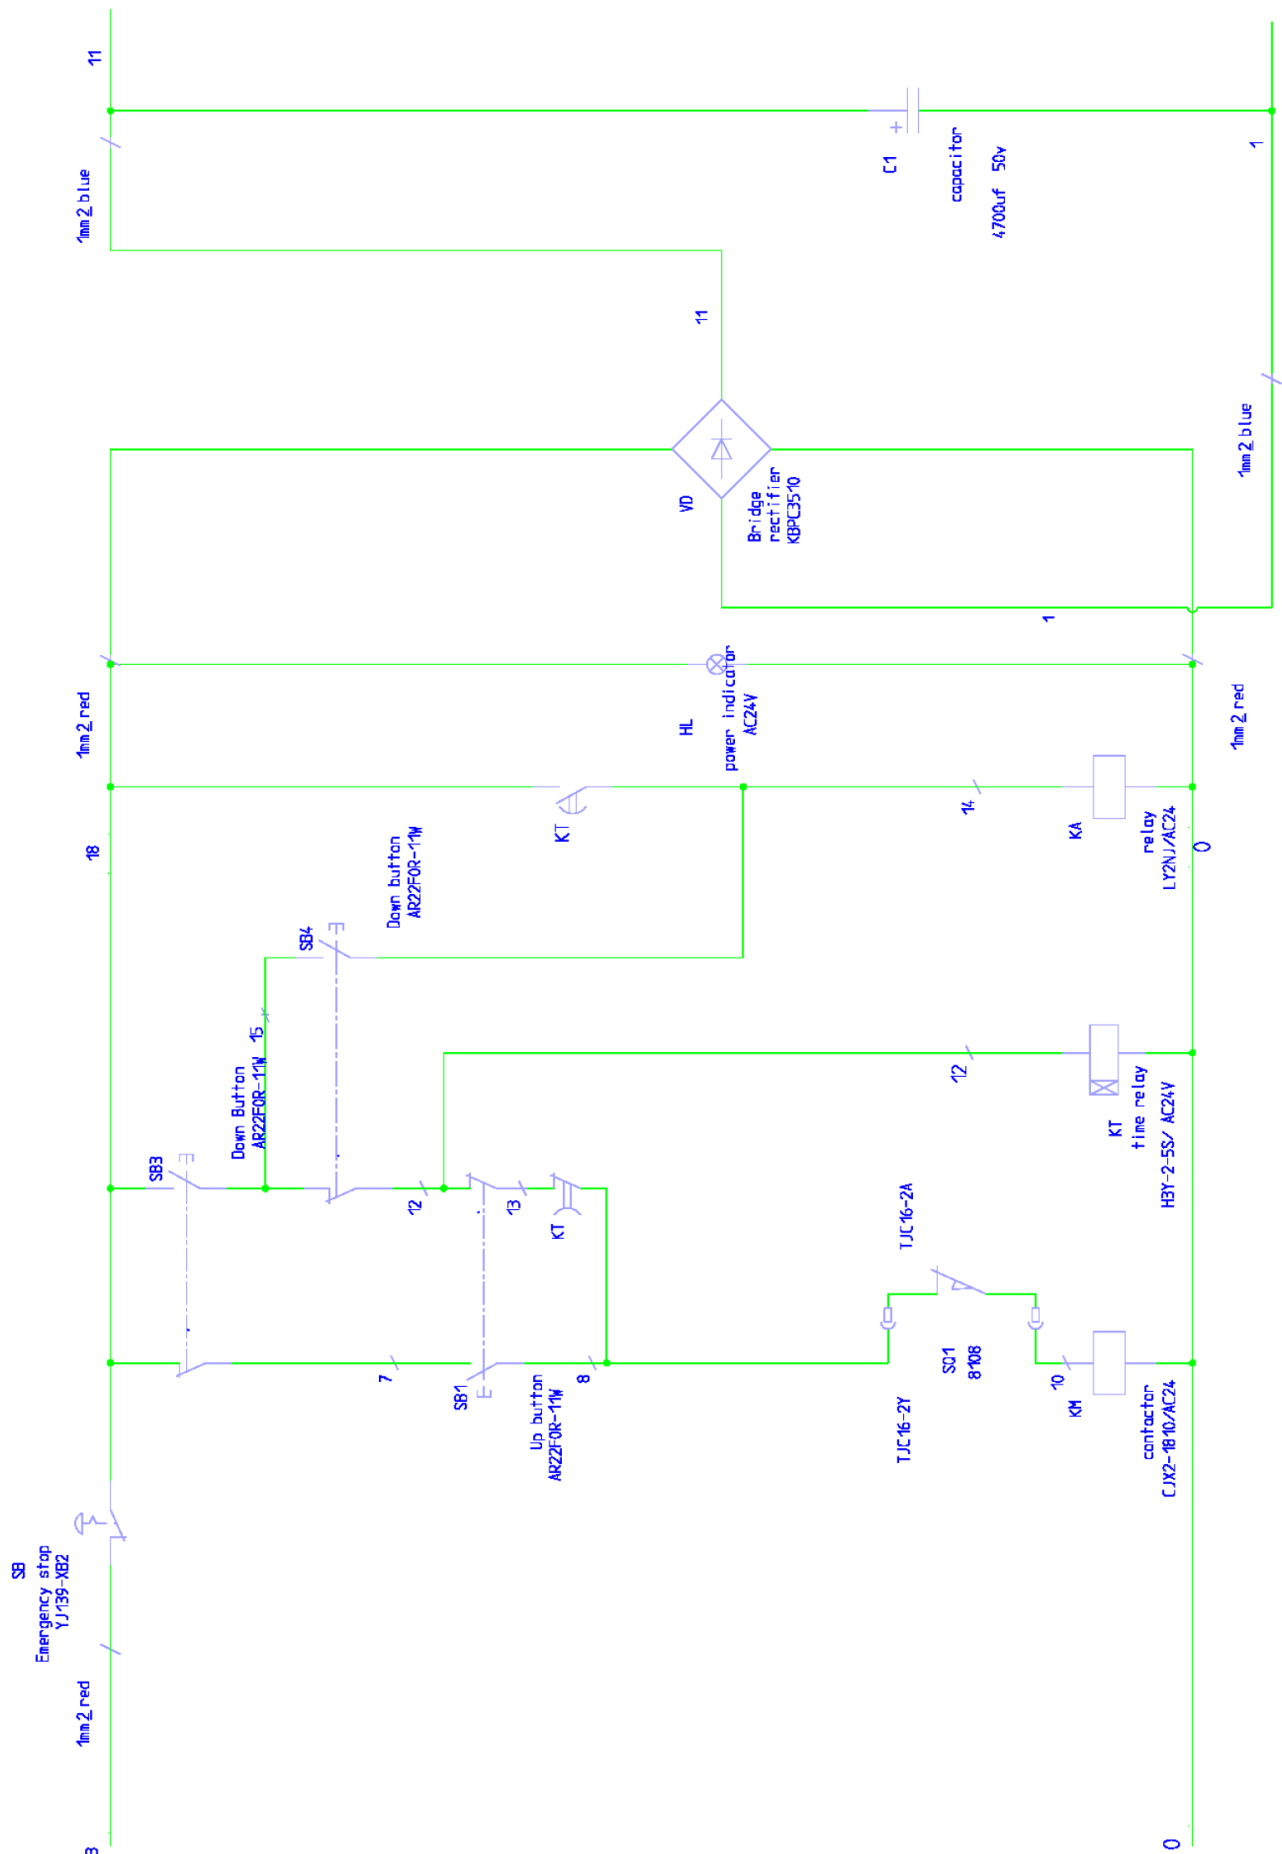 11
1mm2 blue
C1
+
capacitor
4700uf 50v
1
11
VD
Bridge
rectifier
KBPC3510
1mm2 blue
1
1mm2 red
HL
power indicator
AC24V
1mm2 red
18
KT
14
KA
relay
LY2NJ/AC24
0
Down button
AR22F0R-11W
SB4
15
Down Button
AR22F0R-11W
12
KT
time relay
H3Y-2-5S/ AC24V
SB3
12
13
KT
TJC16-2A
7
SB1
Up button
AR22F0R-11W
8
SQ1
8108
TJC16-2Y
10
KM
contactor
CJX2-1810/AC24
SB
Emergency stop
YJ139-XB2
1mm2 red
0